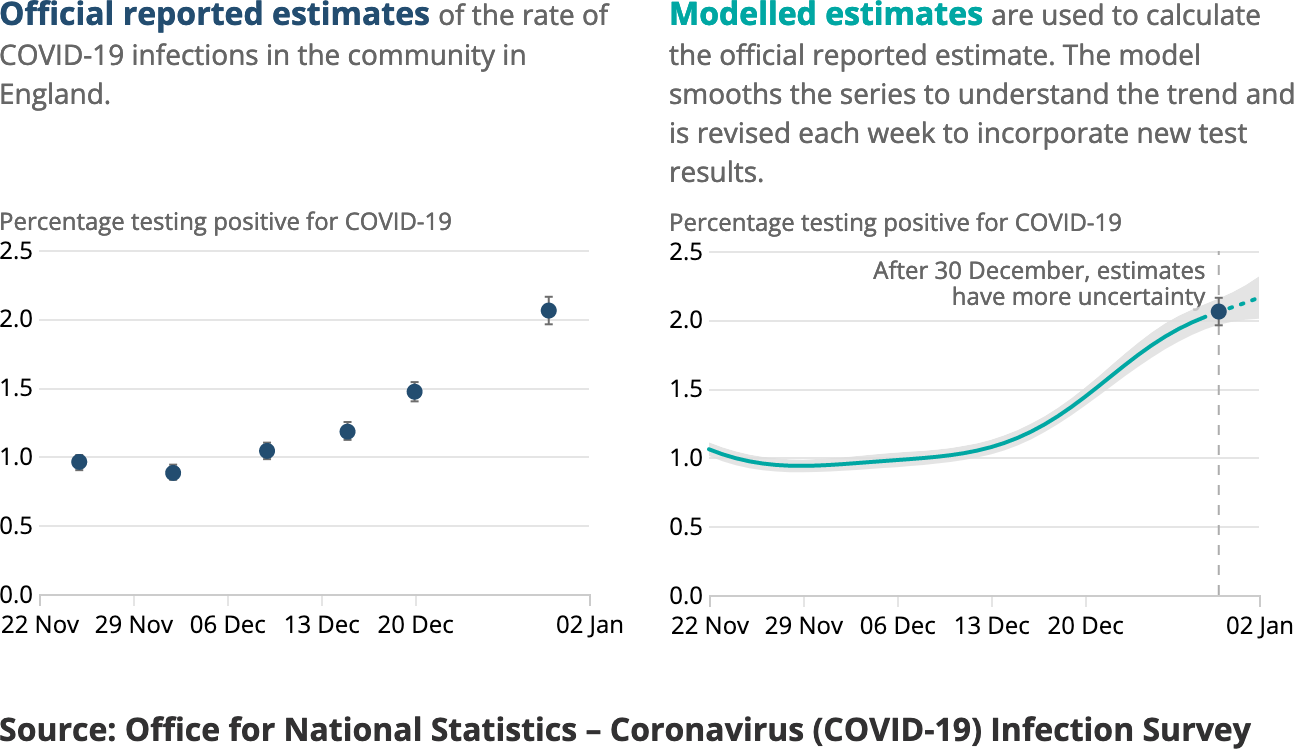 Official reported estimates of the rate of
COVID-19 infections in the community in
England.
Percentage testing positive for COVID-19
2.5
2.0
1.5
1.0
0.5
0.0
22 Nov 29 Nov 06 Dec 13 Dec 20 Dec 02 Jan
Modelled estimates are used to calculate
the official reported estimate. The model
smooths the series to understand the trend and
is revised each week to incorporate new test
results.
Percentage testing positive for COVID-19
2.5
After 30 December, estimates
have more uncertainty
2.0
1.5
1.0
0.5
0.0
22 Nov 29 Nov 06 Dec 13 Dec 20 Dec 02 Jan
Source: Office for National Statistics – Coronavirus (COVID-19) Infection Survey